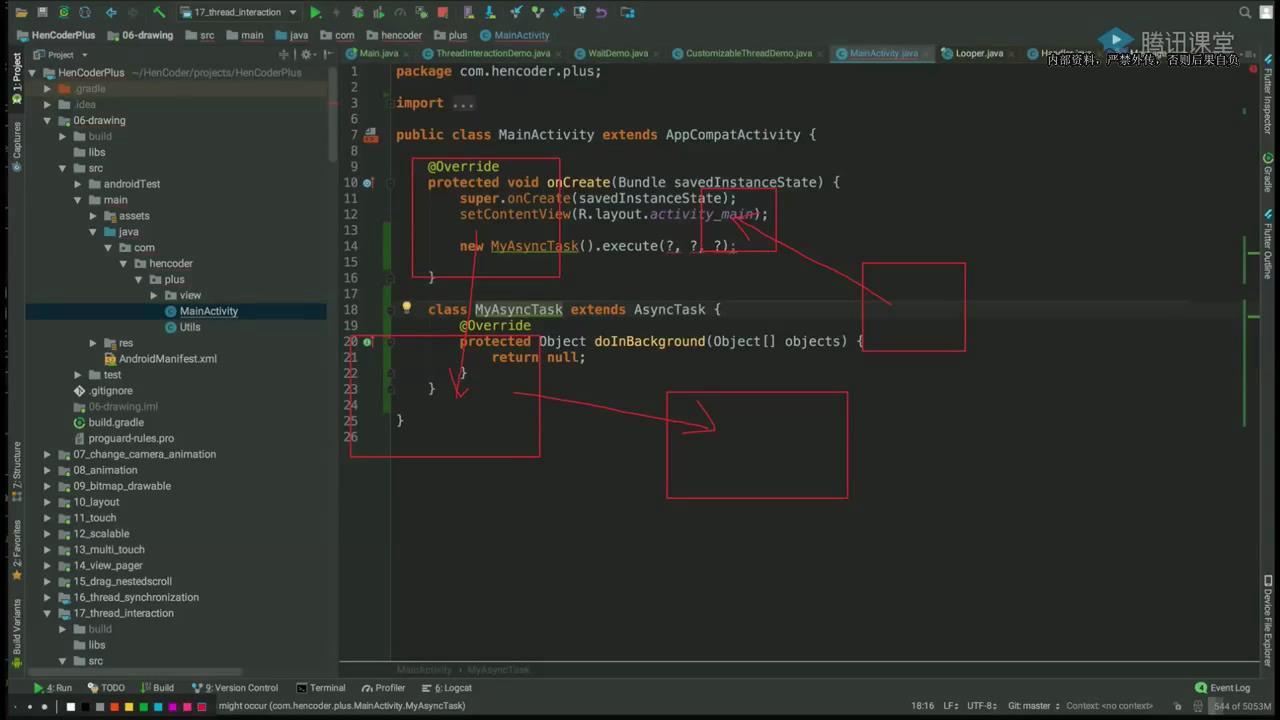 17_thread_interaction
HenCoderPlus 06-drawing src main java com hencoder plus MainActivity
腾讯课堂
内部资料，严禁外传，否则后果自负
Project
Main.java ThreadInteractionDemo.java WaitDemo.java CustomizableThreadDemo.java MainActivity.java Looper.java
HenCoderPlus ~/HenCoder/projects/HenCoderPlus
.gradle
.idea
06-drawing
build
libs
src
androidTest
main
assets
java
com
hencoder
plus
view
MainActivity
Utils
res
AndroidManifest.xml
test
.gitignore
06-drawing.iml
build.gradle
proguard-rules.pro
07_change_camera_animation
08_animation
09_bitmap_drawable
10_layout
11_touch
12_scalable
13_multi_touch
14_view_pager
15_drag_nestedscroll
16_thread_synchronization
17_thread_interaction
build
libs
src
1: Project
Captures
7: Structure
2: Favorites
Build Variants
1 package com.hencoder.plus;
2
3 import ...
6
7 public class MainActivity extends AppCompatActivity {
8
9 @Override
10 protected void onCreate(Bundle savedInstanceState) {
11 super.onCreate(savedInstanceState);
12 setContentView(R.layout.activity_main);
13
14 new MyAsyncTask().execute(?, ?, ?);
15
16 }
17
18 class MyAsyncTask extends AsyncTask {
19 @Override
20 protected Object doInBackground(Object[] objects) {
21 return null;
22 }
23 }
24
25 }
26
MainActivity › MyAsyncTask
Flutter Inspector
Gradle
Flutter Outline
Device File Explorer
4: Run TODO Build 9: Version Control Terminal Profiler 6: Logcat 4 Event Log
might occur (com.hencoder.plus.MainActivity.MyAsyncTask) 18:16 LF UTF-8 Git: master Context: <no context> 544 of 5053M